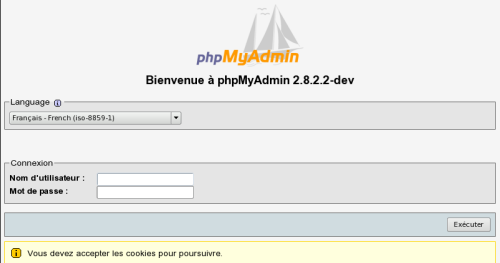 phpMyAdmin
Bienvenue à phpMyAdmin 2.8.2.2-dev
Language
Français - French (iso-8859-1)
Connexion
Nom d'utilisateur :
Mot de passe :
Exécuter
Vous devez accepter les cookies pour poursuivre.